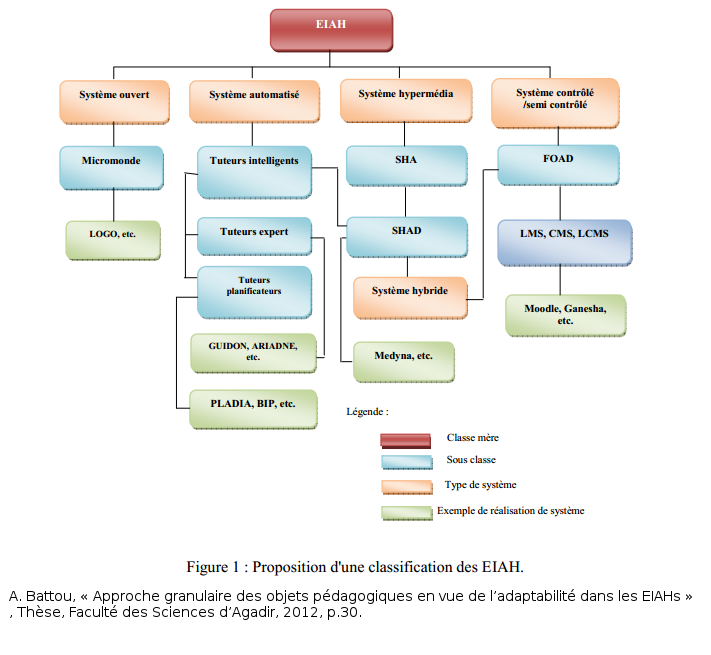 EIAH
Système ouvert
Système automatisé
Système hypermédia
Système contrôlé
/semi contrôlé
Micromonde
Tuteurs intelligents
SHA
FOAD
LOGO, etc.
Tuteurs expert
SHAD
LMS, CMS, LCMS
Tuteurs
planificateurs
Système hybride
Moodle, Ganesha,
etc.
GUIDON, ARIADNE,
etc.
Medyna, etc.
PLADIA, BIP, etc.
Légende :
Classe mère
Sous classe
Type de système
Exemple de réalisation de système
Figure 1 : Proposition d'une classification des EIAH.
A. Battou, « Approche granulaire des objets pédagogiques en vue de l’adaptabilité dans les EIAHs »
, Thèse, Faculté des Sciences d’Agadir, 2012, p.30.